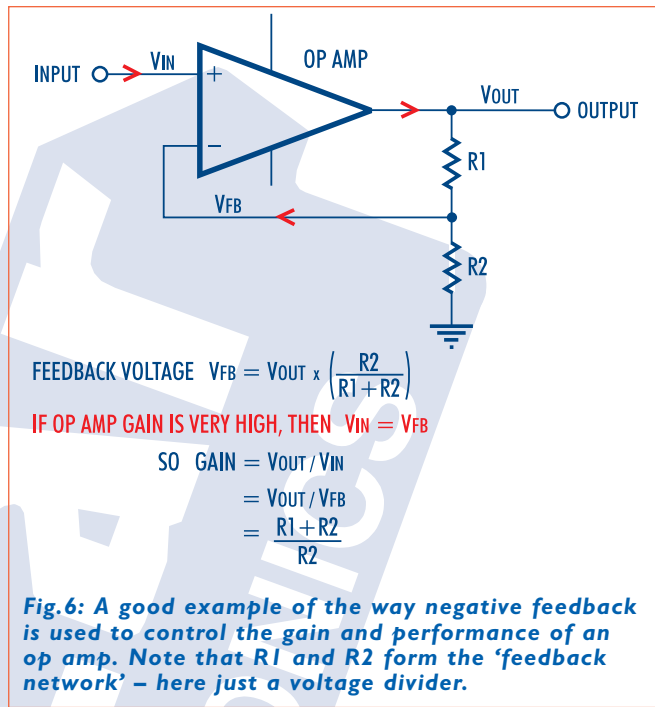 OP AMP
INPUT
VIN
+
−
VOUT
OUTPUT
R1
VFB
R2
FEEDBACK VOLTAGE VFB = VOUT x (R2 / R1 + R2)
IF OP AMP GAIN IS VERY HIGH, THEN VIN = VFB
SO GAIN = VOUT / VIN
= VOUT / VFB
= R1 + R2 / R2
Fig.6: A good example of the way negative feedback
is used to control the gain and performance of an
op amp. Note that R1 and R2 form the ‘feedback
network’ – here just a voltage divider.